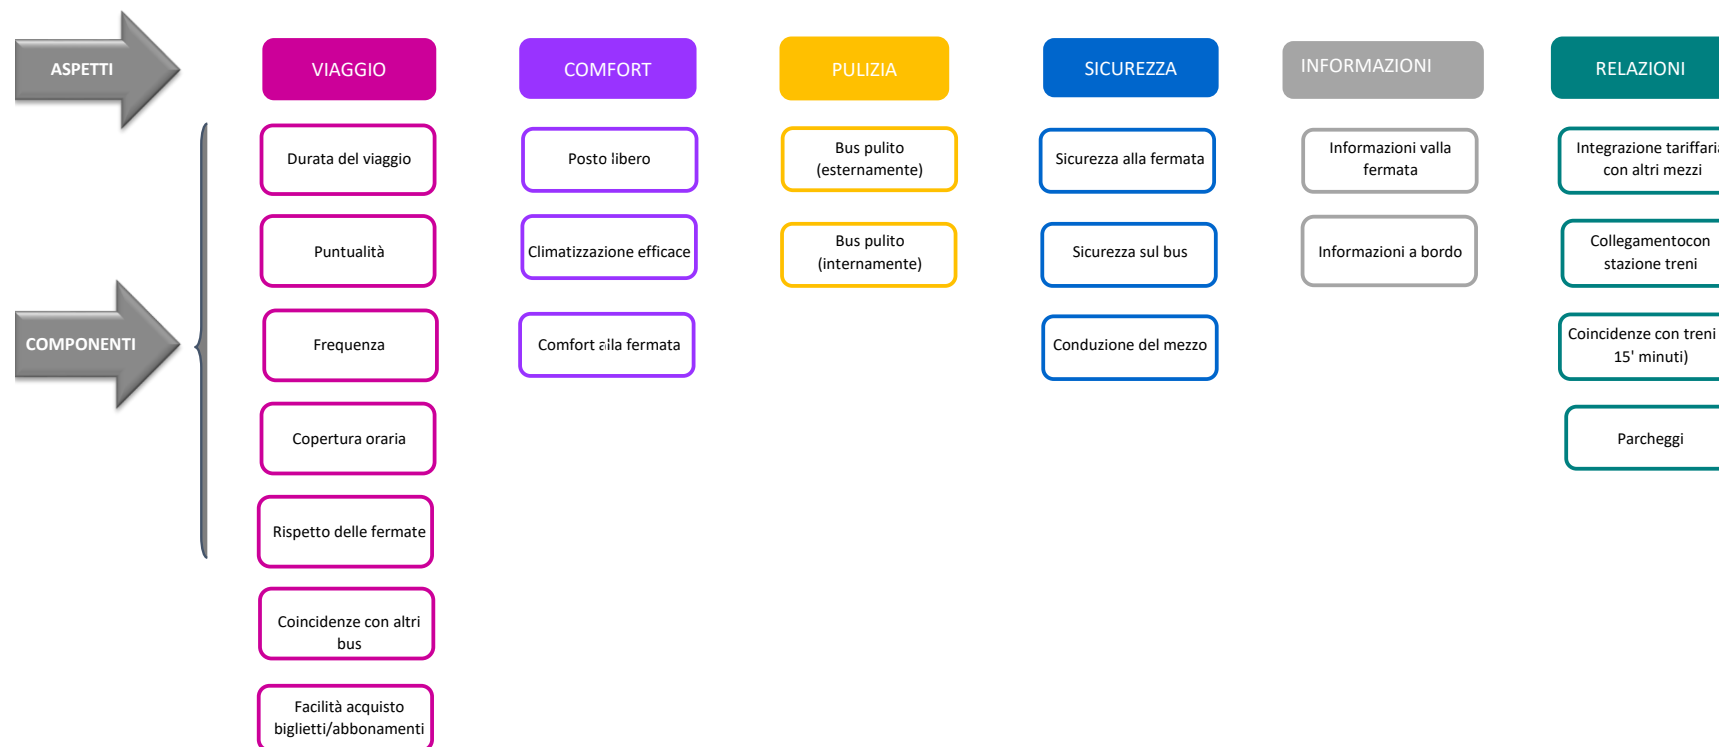 ASPETTI
VIAGGIO
COMFORT
PULIZIA
SICUREZZA
INFORMAZIONI
RELAZIONI
COMPONENTI
Durata del viaggio
Puntualità
Frequenza
Copertura oraria
Rispetto delle fermate
Coincidenze con altri
bus
Facilità acquisto
biglietti/abbonamenti
Posto libero
Climatizzazione efficace
Comfort alla fermata
Bus pulito
(esternamente)
Bus pulito
(internamente)
Sicurezza alla fermata
Sicurezza sul bus
Conduzione del mezzo
Informazioni valla
fermata
Informazioni a bordo
Integrazione tariffaria
con altri mezzi
Collegamentocon
stazione treni
Coincidenze con treni
15' minuti)
Parcheggi